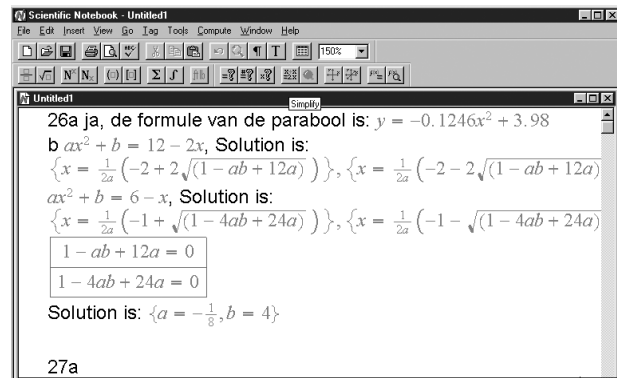 Scientific Notebook - Untitled1
File Edit Insert View Go Tag Tools Compute Window Help
150%
Untitled1
Simplify
26a ja, de formule van de parabool is: y = −0.1246x² + 3.98
b ax² + b = 12 − 2x, Solution is:
{x = 1/2a (−2 + 2√(1 − ab + 12a) )}, {x = 1/2a (−2 − 2√(1 − ab + 12a)
ax² + b = 6 − x, Solution is:
{x = 1/2a (−1 + √(1 − 4ab + 24a) )}, {x = 1/2a (−1 − √(1 − 4ab + 24a)
1 − ab + 12a = 0
1 − 4ab + 24a = 0
Solution is: {a = −1/8, b = 4}
27a